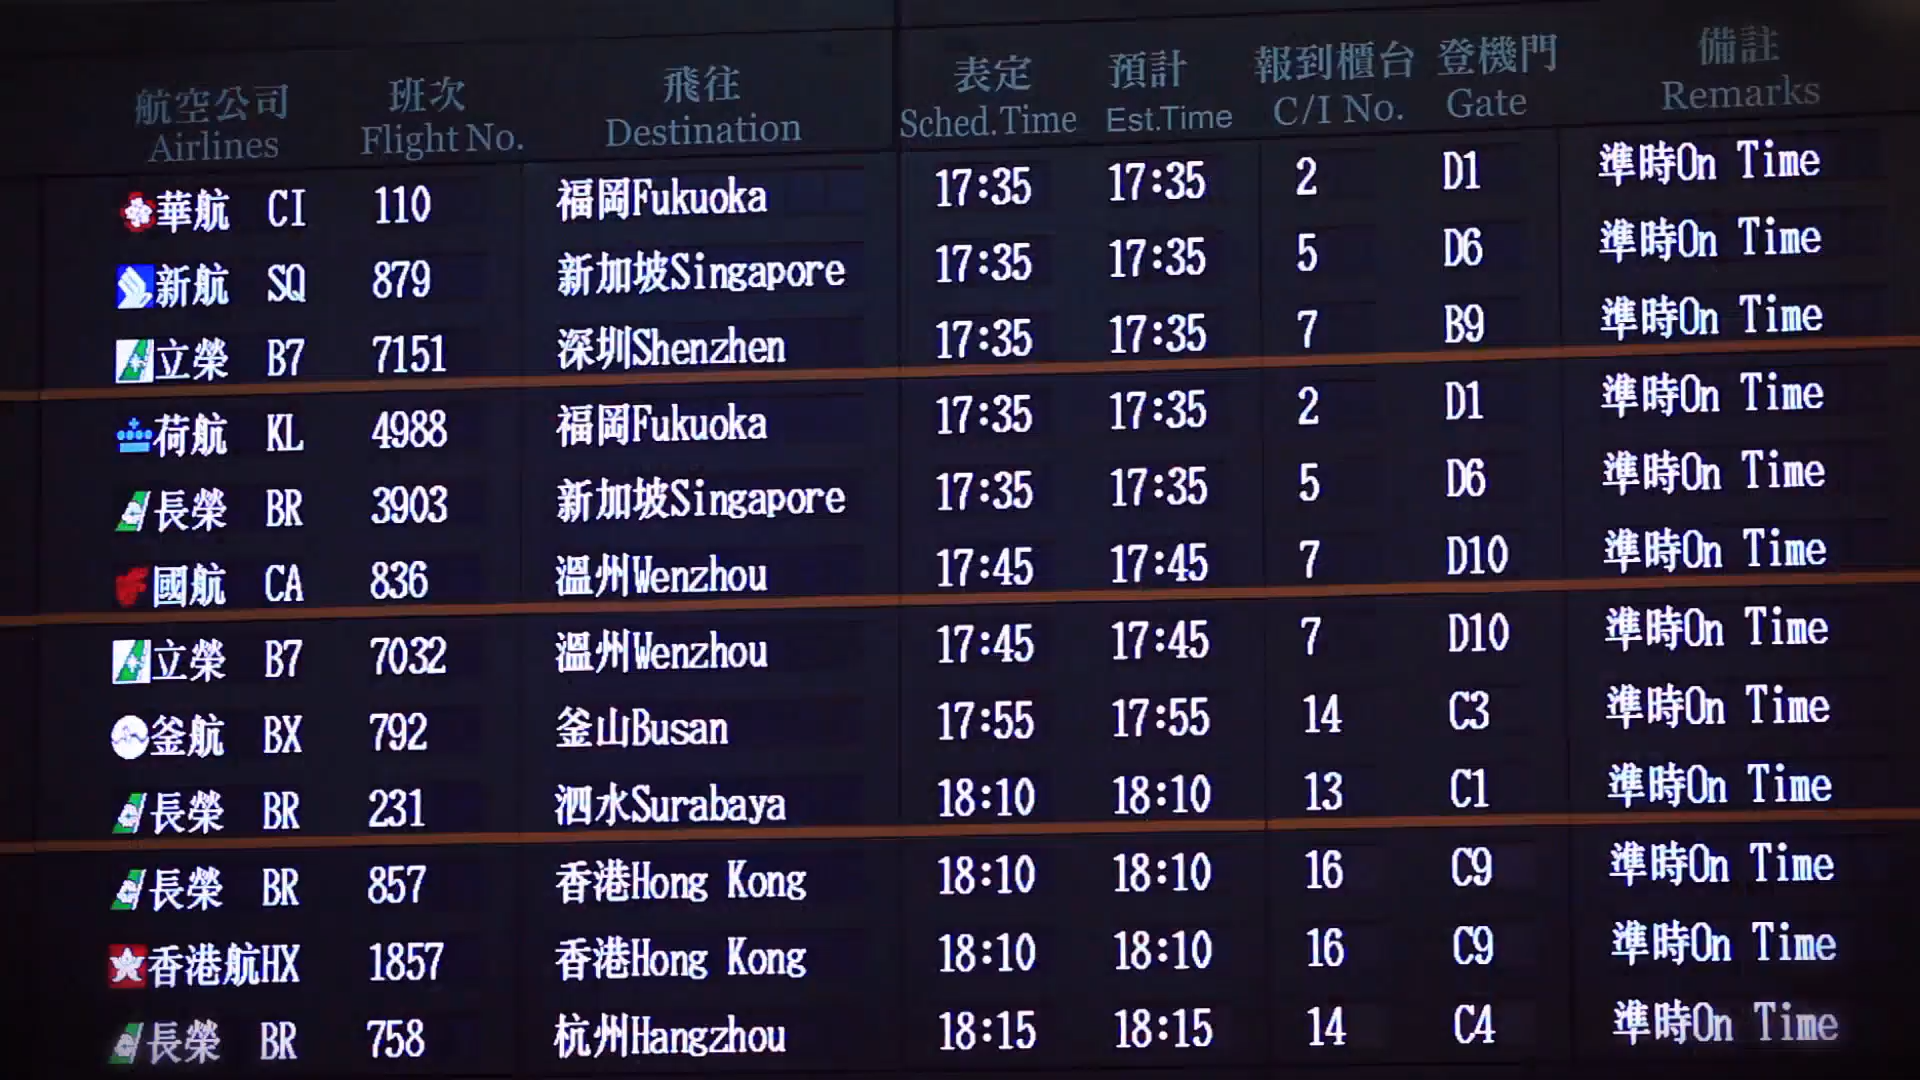 航空公司 班次 飛往 表定 預計 報到櫃台 登機門 備註
Airlines Flight No. Destination Sched.Time Est.Time C/I No. Gate Remarks
華航 CI 110 福岡Fukuoka 17:35 17:35 2 D1 準時On Time
新航 SQ 879 新加坡Singapore 17:35 17:35 5 D6 準時On Time
立榮 B7 7151 深圳Shenzhen 17:35 17:35 7 B9 準時On Time
荷航 KL 4988 福岡Fukuoka 17:35 17:35 2 D1 準時On Time
長榮 BR 3903 新加坡Singapore 17:35 17:35 5 D6 準時On Time
國航 CA 836 溫州Wenzhou 17:45 17:45 7 D10 準時On Time
立榮 B7 7032 溫州Wenzhou 17:45 17:45 7 D10 準時On Time
釜航 BX 792 釜山Busan 17:55 17:55 14 C3 準時On Time
長榮 BR 231 泗水Surabaya 18:10 18:10 13 C1 準時On Time
長榮 BR 857 香港Hong Kong 18:10 18:10 16 C9 準時On Time
香港航HX 1857 香港Hong Kong 18:10 18:10 16 C9 準時On Time
長榮 BR 758 杭州Hangzhou 18:15 18:15 14 C4 準時On Time